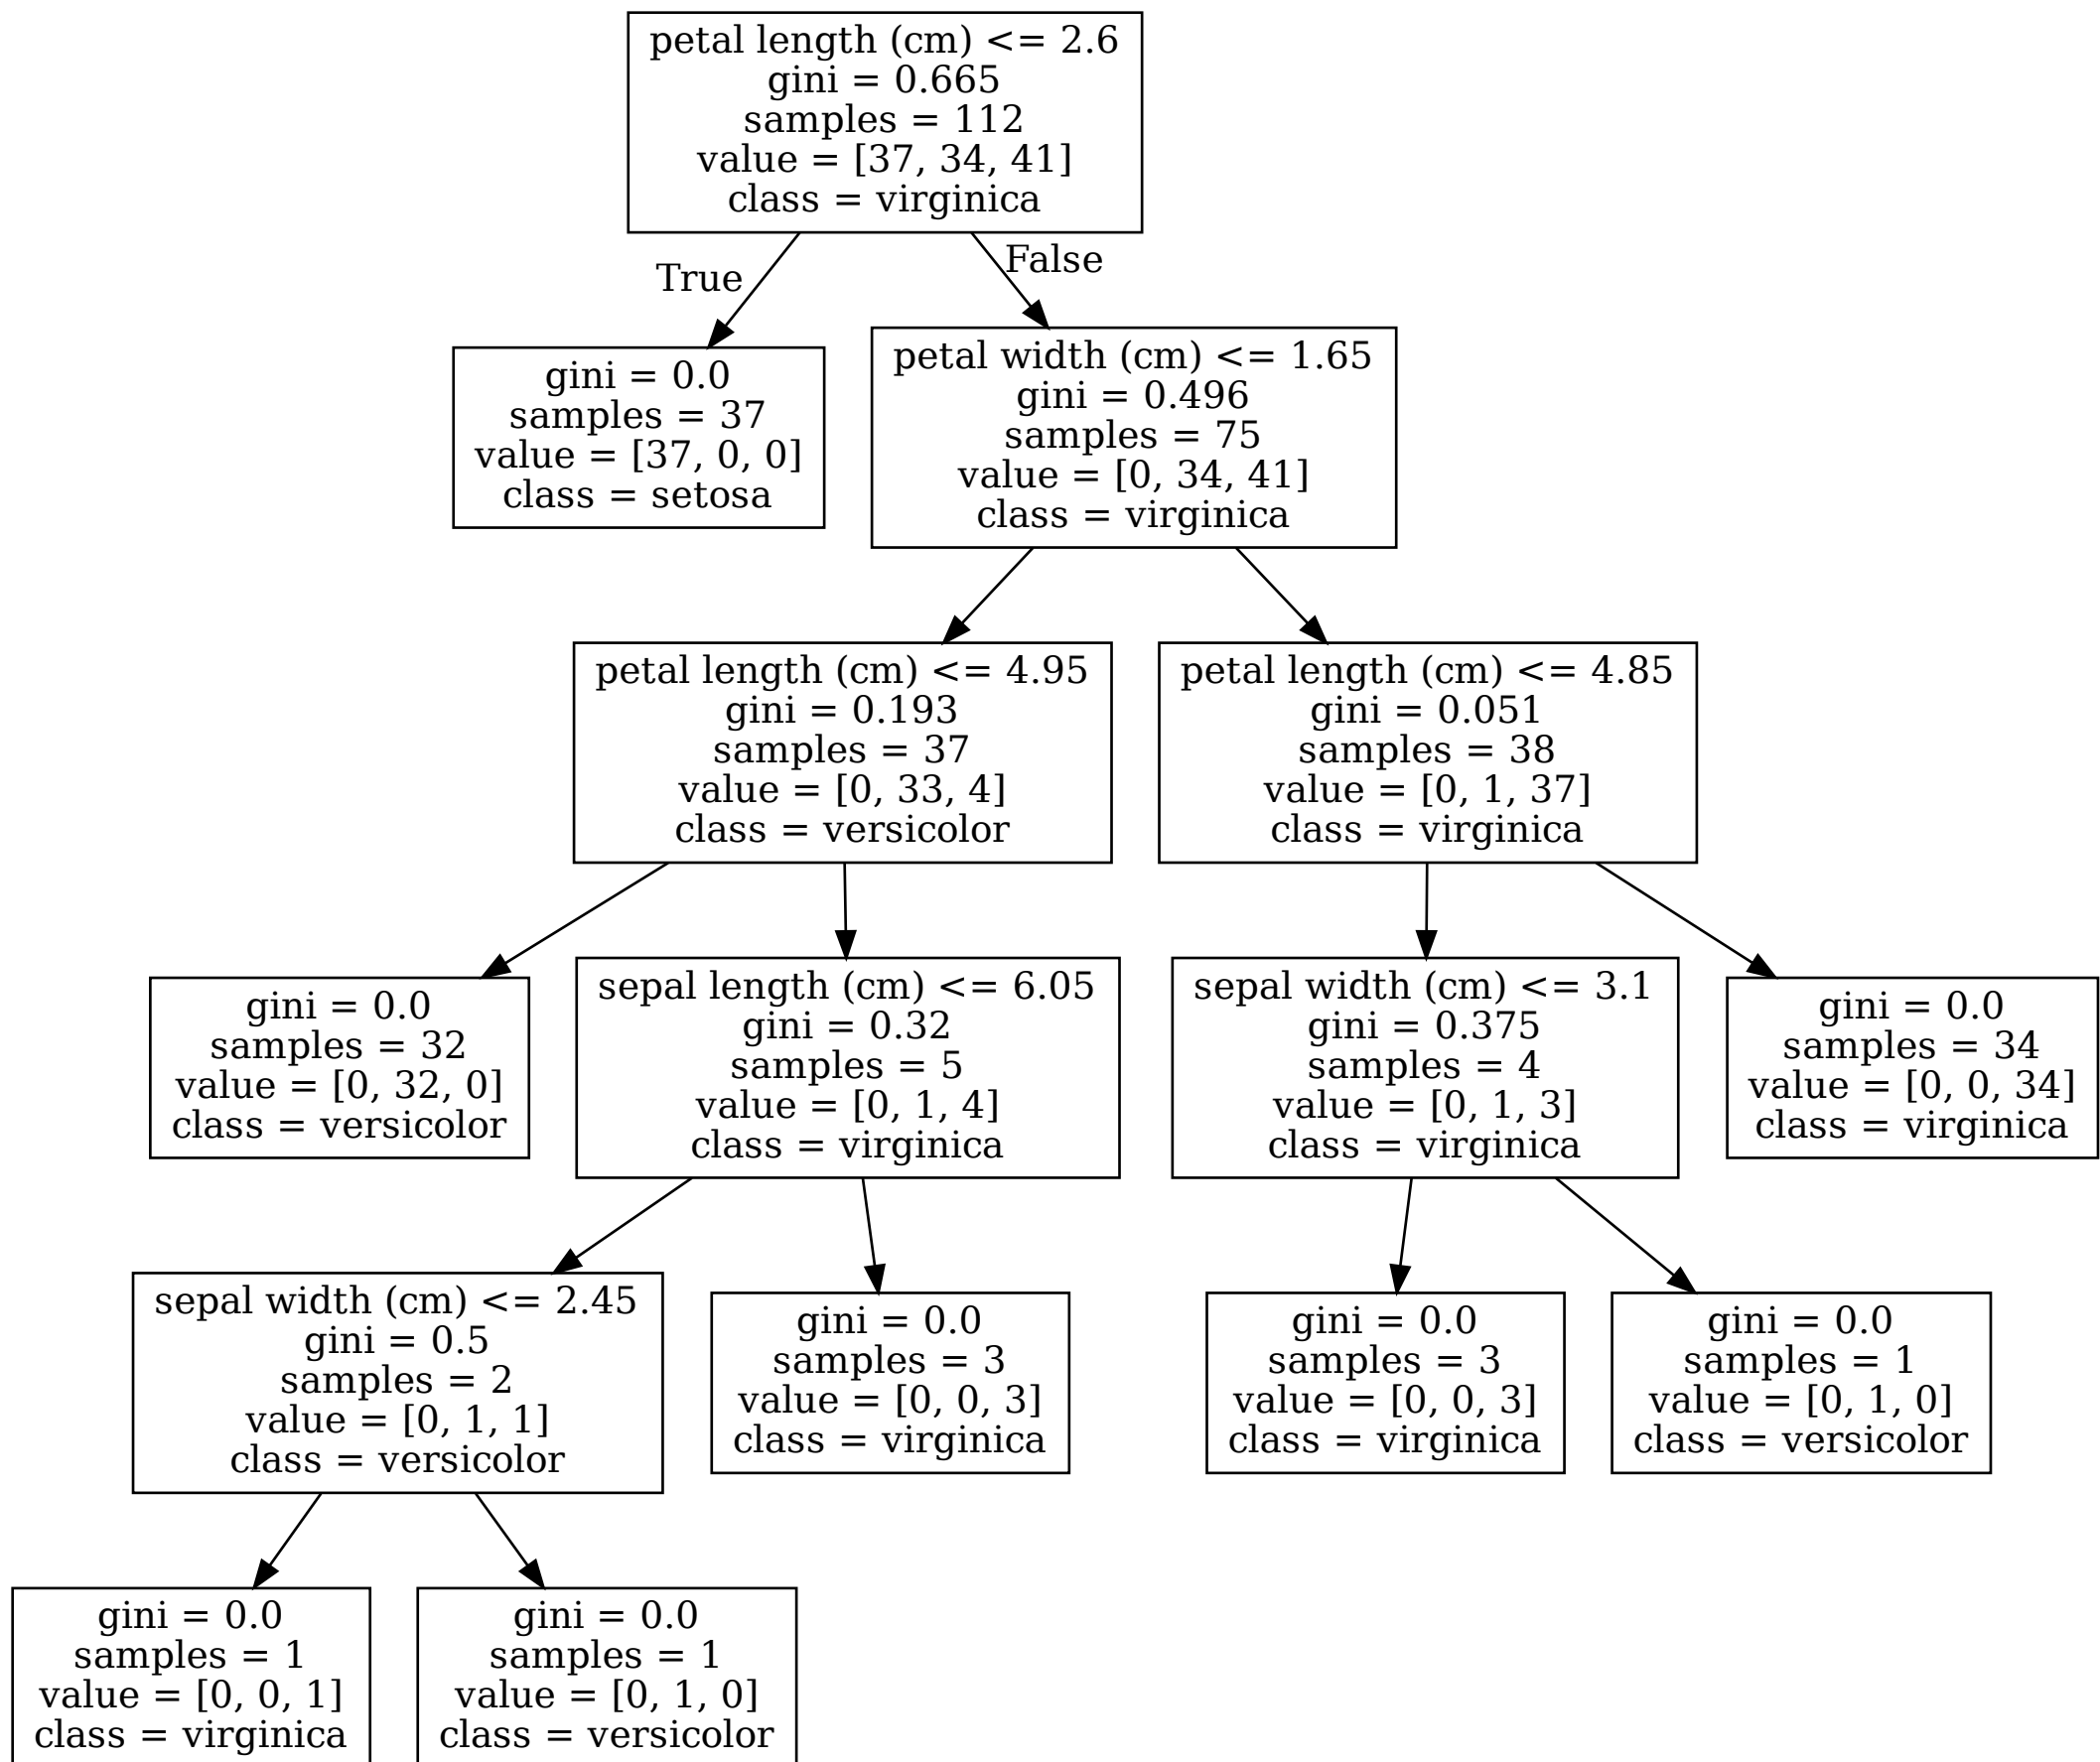 petal length (cm) <= 2.6
gini = 0.665
samples = 112
value = [37, 34, 41]
class = virginica
True
False
gini = 0.0
samples = 37
value = [37, 0, 0]
class = setosa
petal width (cm) <= 1.65
gini = 0.496
samples = 75
value = [0, 34, 41]
class = virginica
petal length (cm) <= 4.95
gini = 0.193
samples = 37
value = [0, 33, 4]
class = versicolor
petal length (cm) <= 4.85
gini = 0.051
samples = 38
value = [0, 1, 37]
class = virginica
gini = 0.0
samples = 32
value = [0, 32, 0]
class = versicolor
sepal length (cm) <= 6.05
gini = 0.32
samples = 5
value = [0, 1, 4]
class = virginica
sepal width (cm) <= 3.1
gini = 0.375
samples = 4
value = [0, 1, 3]
class = virginica
gini = 0.0
samples = 34
value = [0, 0, 34]
class = virginica
sepal width (cm) <= 2.45
gini = 0.5
samples = 2
value = [0, 1, 1]
class = versicolor
gini = 0.0
samples = 3
value = [0, 0, 3]
class = virginica
gini = 0.0
samples = 3
value = [0, 0, 3]
class = virginica
gini = 0.0
samples = 1
value = [0, 1, 0]
class = versicolor
gini = 0.0
samples = 1
value = [0, 0, 1]
class = virginica
gini = 0.0
samples = 1
value = [0, 1, 0]
class = versicolor